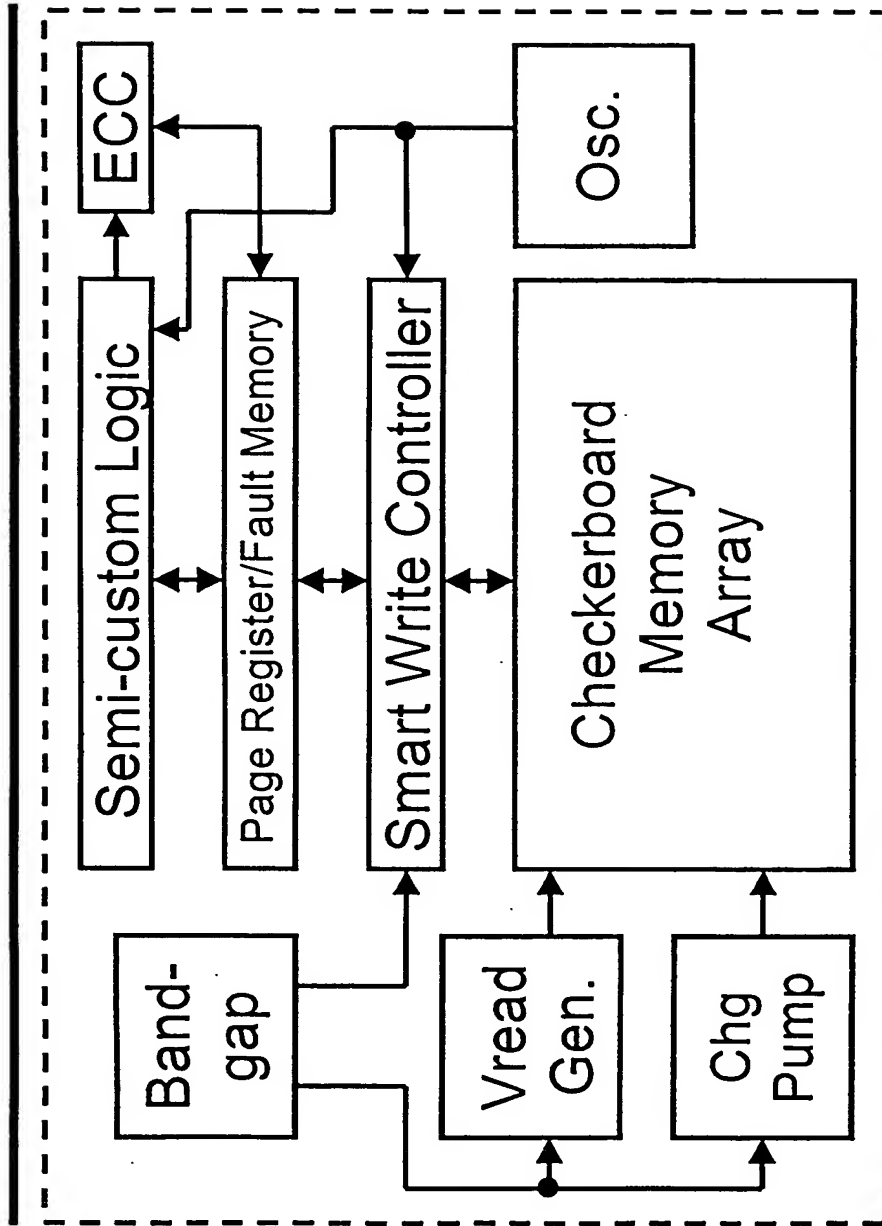 Semi-custom Logic
ECC
Band-
gap
Page Register/Fault Memory
Smart Write Controller
Vread
Gen.
Checkerboard
Memory
Array
Osc.
Chg
Pump